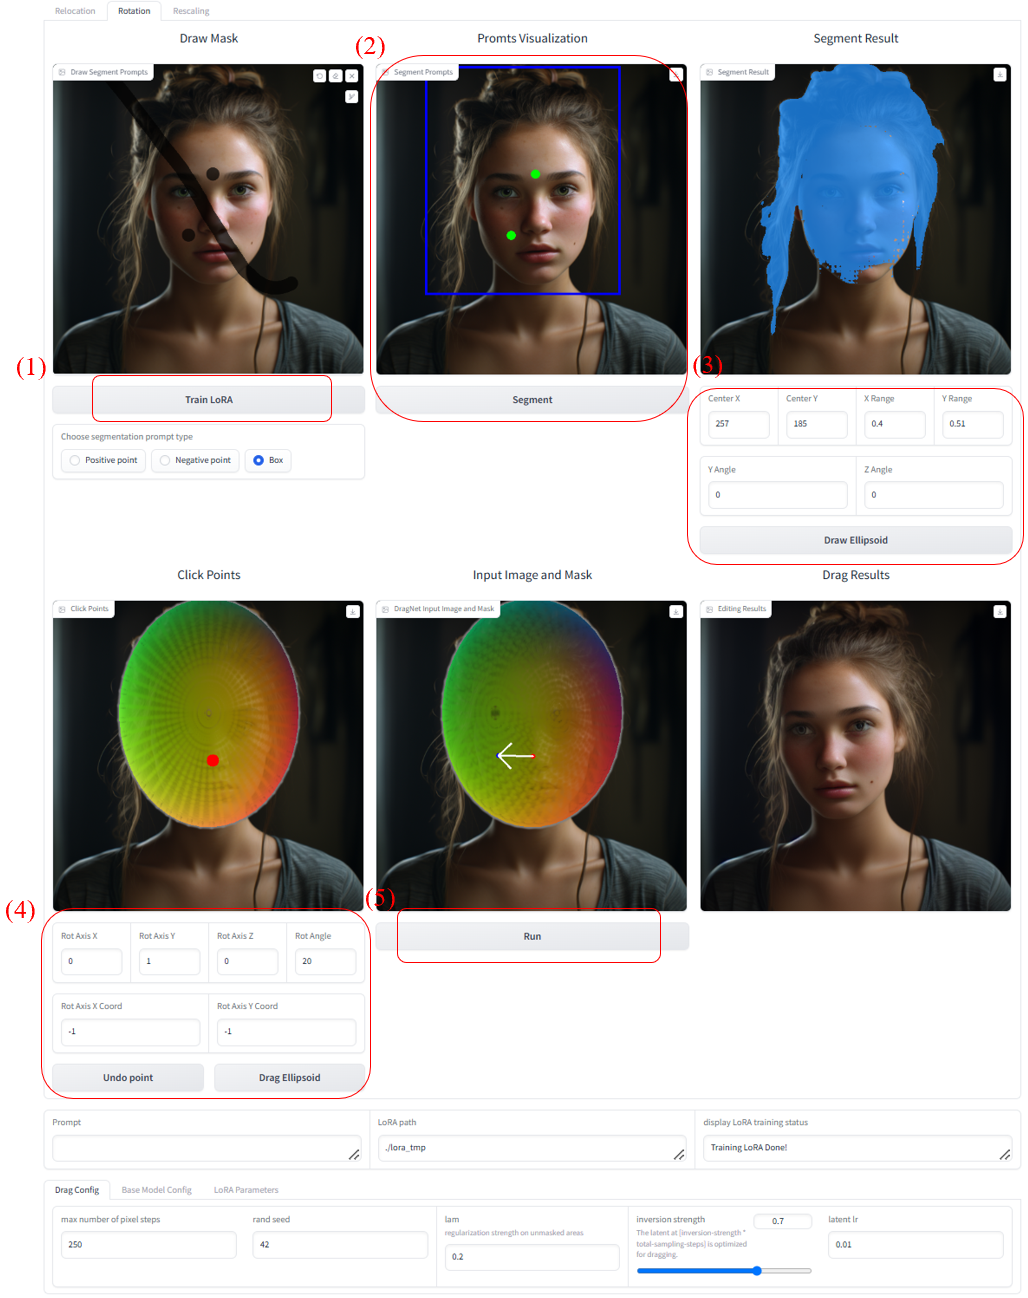 Relocation
Rotation
Rescaling
Draw Mask
(2)
Promts Visualization
Segment Result
Draw Segment Prompts
Segment Prompts
Segment Result
(1)
(3)
Train LoRA
Segment
Choose segmentation prompt type
Positive point
Negative point
Box
Center X
Center Y
X Range
Y Range
257
185
0.4
0.51
Y Angle
Z Angle
0
0
Draw Ellipsoid
Click Points
Input Image and Mask
Drag Results
Click Points
DragNet Input Image and Mask
Editing Results
(4)
(5)
Rot Axis X
Rot Axis Y
Rot Axis Z
Rot Angle
0
1
0
20
Rot Axis X Coord
Rot Axis Y Coord
-1
-1
Undo point
Drag Ellipsoid
Run
Prompt
LoRA path
display LoRA training status
./lora_tmp
Training LoRA Done!
Drag Config
Base Model Config
LoRA Parameters
max number of pixel steps
250
rand seed
42
lam
regularization strength on unmasked areas
0.2
inversion strength
0.7
The latent at [inversion-strength *
total-sampling-steps] is optimized
for dragging.
latent lr
0.01